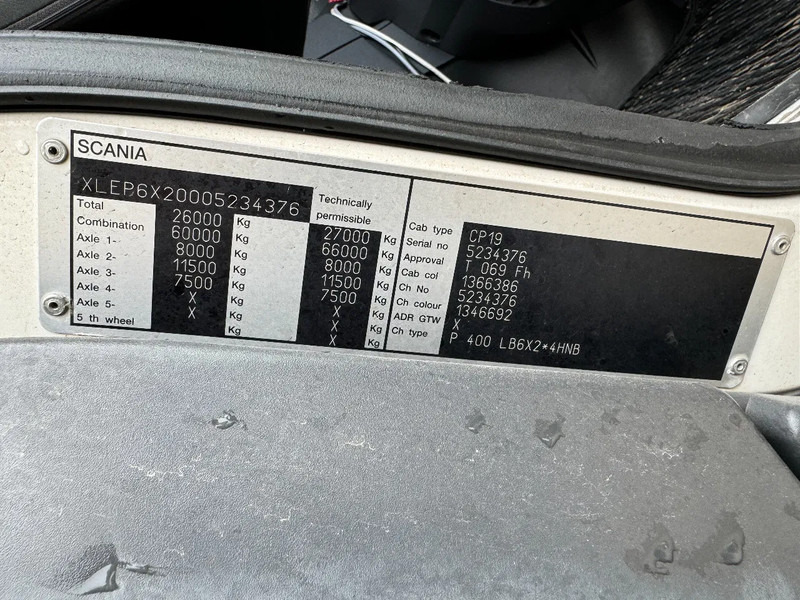 SCANIA
XLEP6X20005234376
Technically
permissible
Total 26000 Kg 27000 Kg
Combination 60000 Kg 66000 Kg
Axle 1- 8000 Kg 8000 Kg
Axle 2- 11500 Kg 11500 Kg
Axle 3- 7500 Kg 7500 Kg
Axle 4- X Kg X Kg
Axle 5- X Kg X Kg
5 th wheel Kg X Kg
Cab type CP19
Serial no 5234376
Approval T 069 Fh
Cab col 1366386
Ch No 5234376
Ch colour 1346692
ADR GTW X
Ch type P 400 LB6X2*4HNB